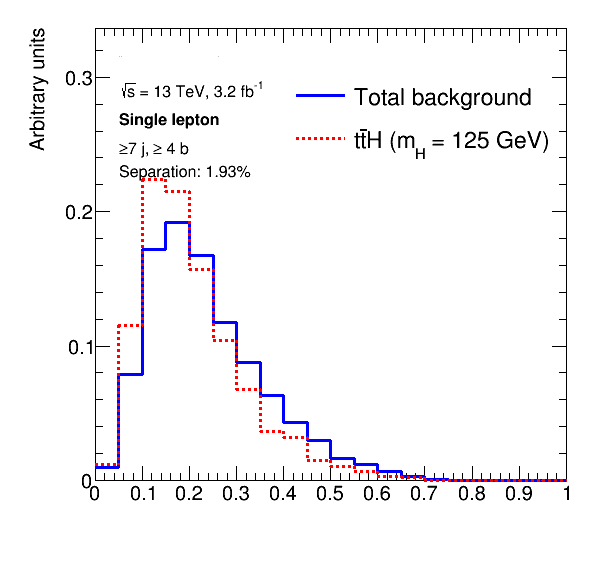 Arbitrary units
0.3
0.2
0.1
0
√s = 13 TeV, 3.2 fb⁻¹
Single lepton
≥7 j, ≥ 4 b
Separation: 1.93%
Total background
tt̄H (m_H = 125 GeV)
0 0.1 0.2 0.3 0.4 0.5 0.6 0.7 0.8 0.9 1